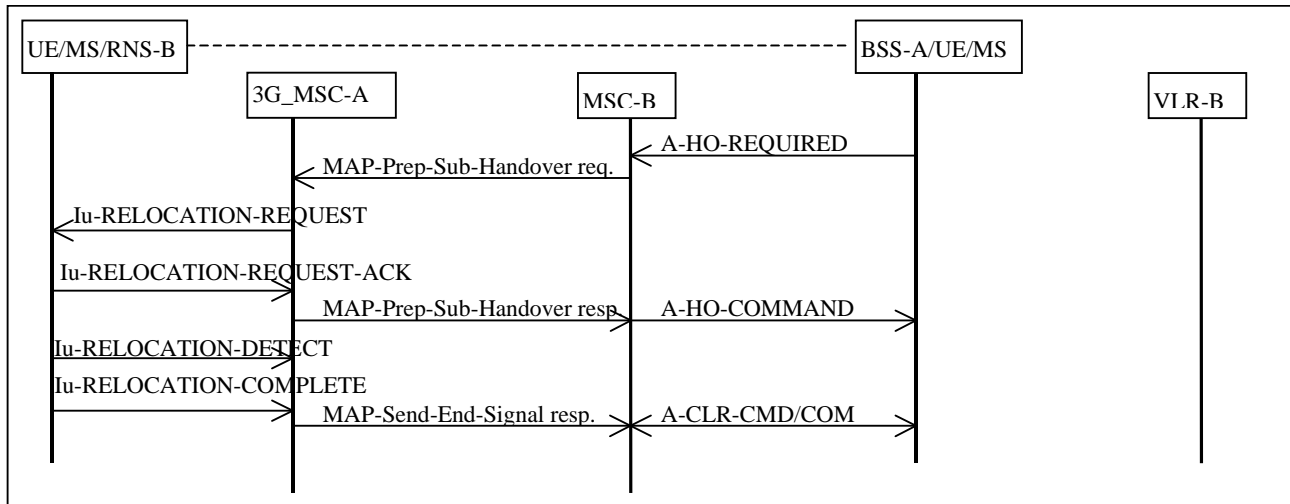 UE/MS/RNS-B
BSS-A/UE/MS
3G_MSC-A
MSC-B
VLR-B
A-HO-REQUIRED
MAP-Prep-Sub-Handover req.
Iu-RELOCATION-REQUEST
Iu-RELOCATION-REQUEST-ACK
MAP-Prep-Sub-Handover resp
A-HO-COMMAND
Iu-RELOCATION-DETECT
Iu-RELOCATION-COMPLETE
MAP-Send-End-Signal resp.
A-CLR-CMD/COM